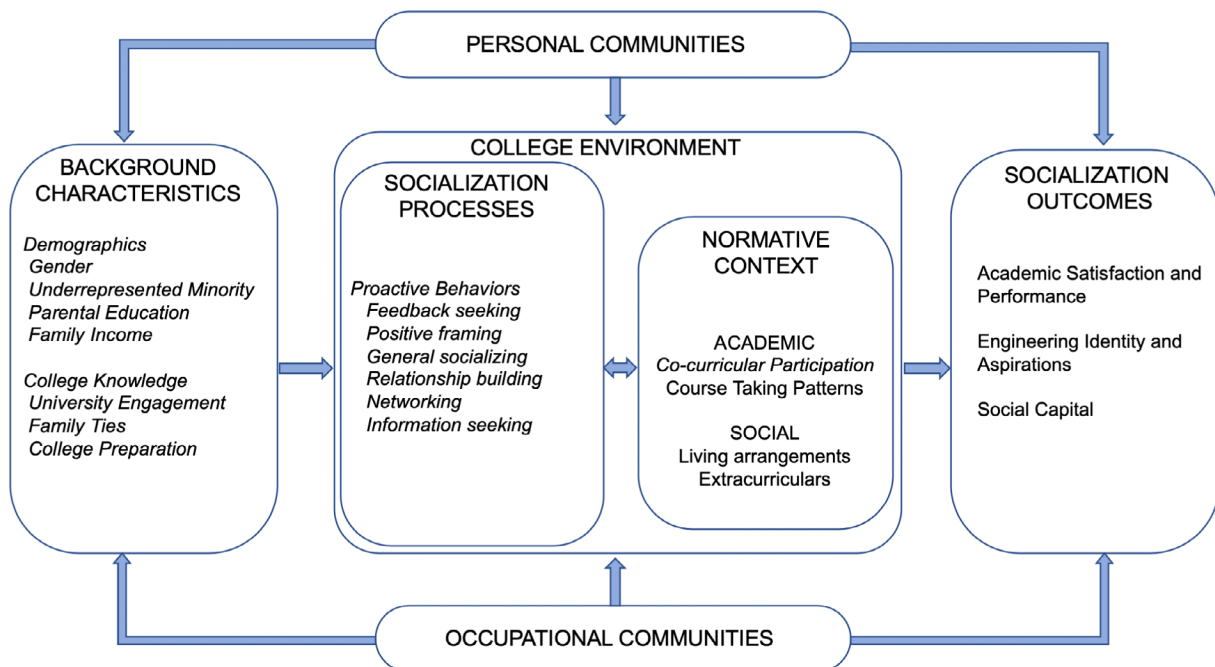 PERSONAL COMMUNITIES
BACKGROUND
CHARACTERISTICS
Demographics
Gender
Underrepresented Minority
Parental Education
Family Income
College Knowledge
University Engagement
Family Ties
College Preparation
COLLEGE ENVIRONMENT
SOCIALIZATION
PROCESSES
Proactive Behaviors
Feedback seeking
Positive framing
General socializing
Relationship building
Networking
Information seeking
NORMATIVE
CONTEXT
ACADEMIC
Co-curricular Participation
Course Taking Patterns
SOCIAL
Living arrangements
Extracurriculars
SOCIALIZATION
OUTCOMES
Academic Satisfaction and
Performance
Engineering Identity and
Aspirations
Social Capital
OCCUPATIONAL COMMUNITIES